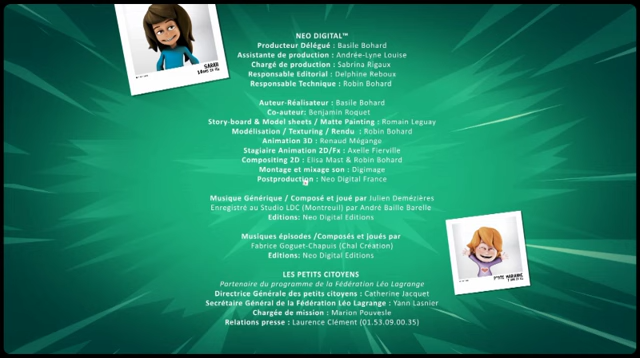 NEO DIGITAL™
Producteur Délégué : Basile Bohard
Assistante de production : Andrée-Lyne Louise
Chargé de production : Sabrina Rigaux
Responsable Editorial : Delphine Reboux
Responsable Technique : Robin Bohard
Auteur-Réalisateur : Basile Bohard
Co-auteur: Benjamin Roquet
Story-board & Model sheets / Matte Painting : Romain Leguay
Modélisation / Texturing / Rendu : Robin Bohard
Animation 3D : Renaud Mégange
Stagiaire Animation 2D/Fx : Axelle Fierville
Compositing 2D : Elisa Mast & Robin Bohard
Montage et mixage son : Digimage
Postproduction : Neo Digital France
Musique Générique / Composé et joué par Julien Demézières
Enregistré au Studio LDC (Montreuil) par André Baille Barelle
Editions: Neo Digital Editions
Musiques épisodes /Composés et joués par
Fabrice Goguet-Chapuis (Chal Création)
Editions: Neo Digital Editions
LES PETITS CITOYENS
Partenaire du programme de la Fédération Léo Lagrange
Directrice Générale des petits citoyens : Catherine Jacquet
Secrétaire Général de la Fédération Léo Lagrange : Yann Lasnier
Chargée de mission : Marion Pouvesle
Relations presse : Laurence Clément (01.53.09.00.35)